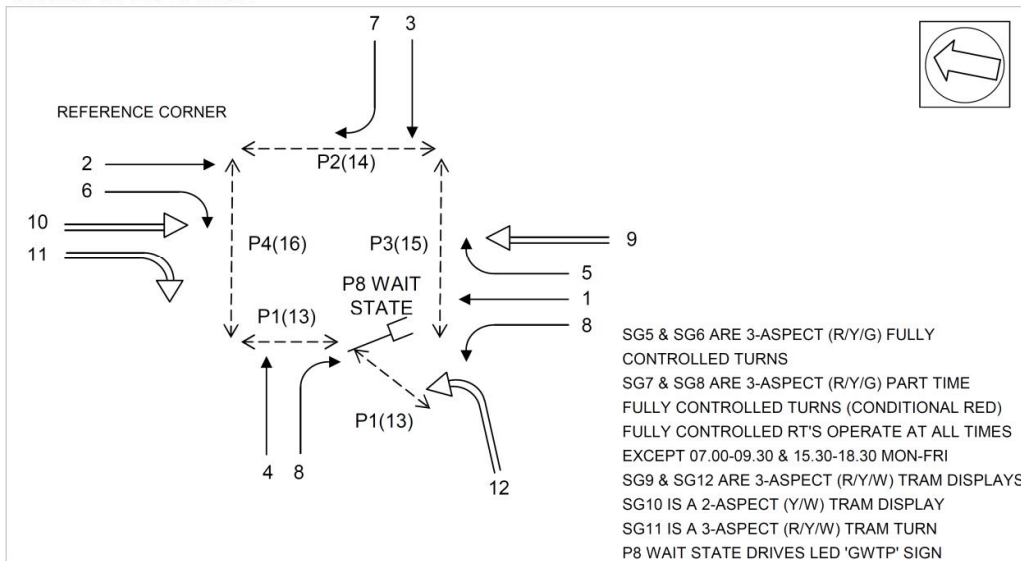 7 3
REFERENCE CORNER
2
P2(14)
6
10
11
P4(16)
P3(15)
9
5
P8 WAIT
STATE
1
P1(13)
8
P1(13)
4 8
12
SG5 & SG6 ARE 3-ASPECT (R/Y/G) FULLY
CONTROLLED TURNS
SG7 & SG8 ARE 3-ASPECT (R/Y/G) PART TIME
FULLY CONTROLLED TURNS (CONDITIONAL RED)
FULLY CONTROLLED RT'S OPERATE AT ALL TIMES
EXCEPT 07.00-09.30 & 15.30-18.30 MON-FRI
SG9 & SG12 ARE 3-ASPECT (R/Y/W) TRAM DISPLAYS
SG10 IS A 2-ASPECT (Y/W) TRAM DISPLAY
SG11 IS A 3-ASPECT (R/Y/W) TRAM TURN
P8 WAIT STATE DRIVES LED 'GWTP' SIGN